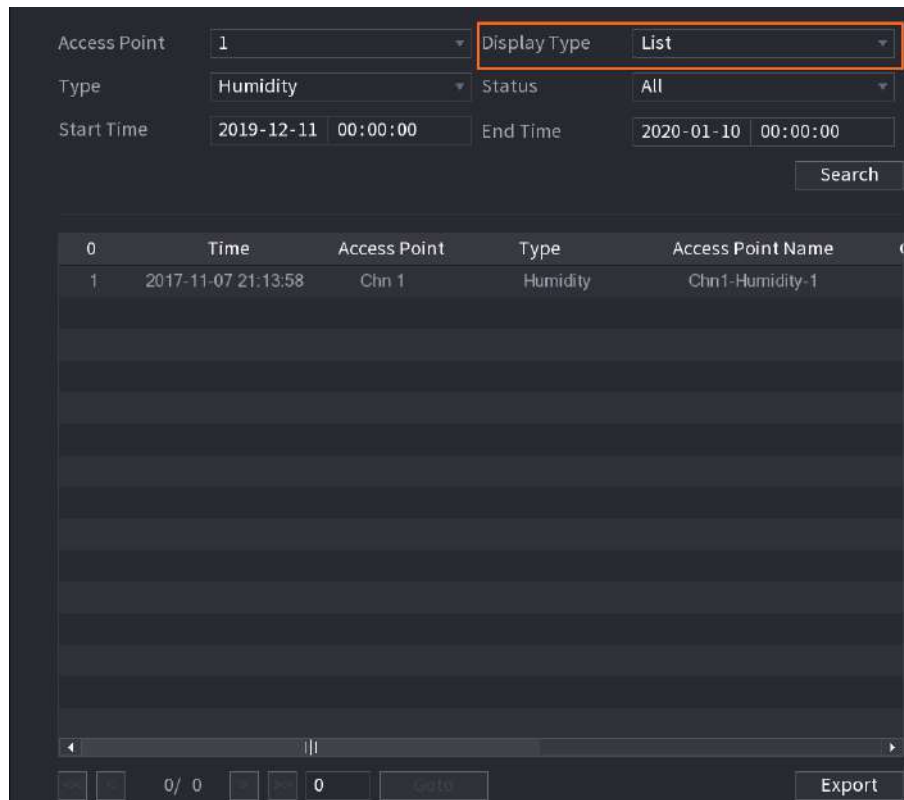 Access Point 1 Display Type List
Type Humidity Status All
Start Time 2019-12-11 00:00:00 End Time 2020-01-10 00:00:00
Search
0 Time Access Point Type Access Point Name
1 2017-11-07 21:13:58 Chn 1 Humidity Chn1-Humidity-1
<< < 0/ 0 > >> 0 Goto Export